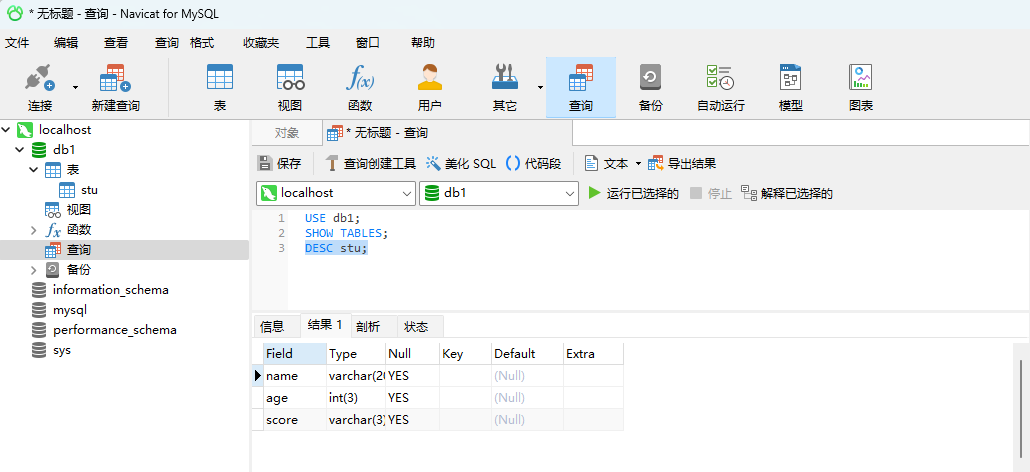 * 无标题 - 查询 - Navicat for MySQL
文件 编辑 查看 查询 格式 收藏夹 工具 窗口 帮助
连接 新建查询 表 视图 函数 用户 其它 查询 备份 自动运行 模型 图表
localhost
db1
表
stu
视图
函数
查询
备份
information_schema
mysql
performance_schema
sys
对象 * 无标题 - 查询
保存 查询创建工具 美化 SQL 代码段 文本 导出结果
localhost db1 运行已选择的 停止 解释已选择的
1 USE db1;
2 SHOW TABLES;
3 DESC stu;
信息 结果 1 剖析 状态
Field Type Null Key Default Extra
name varchar(20 YES (Null)
age int(3) YES (Null)
score varchar(3) YES (Null)